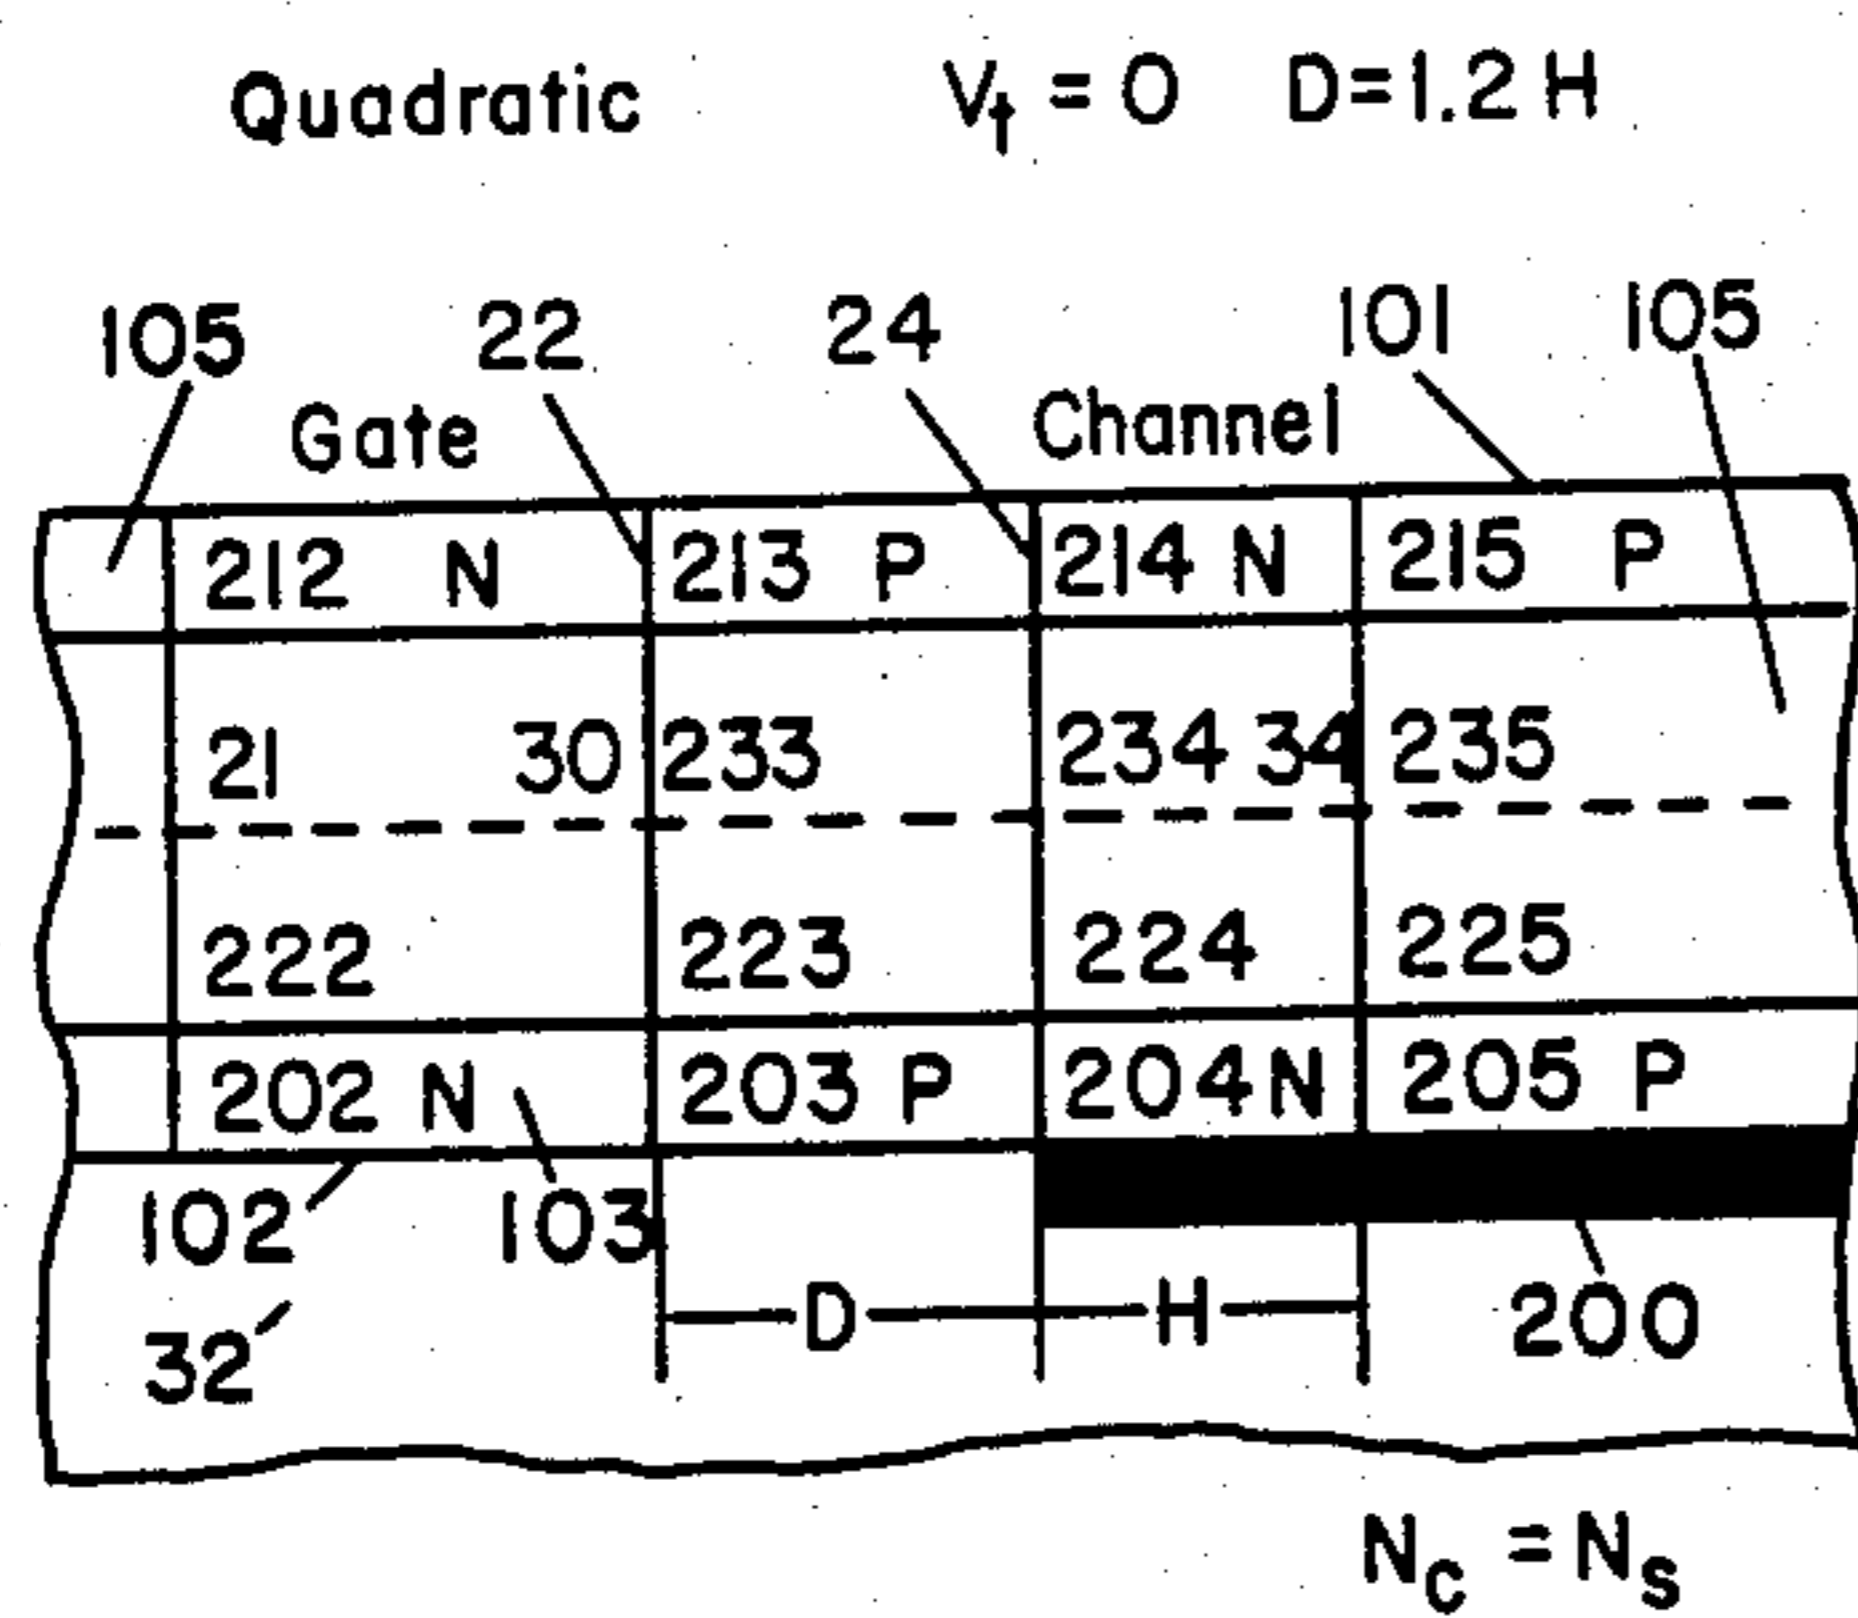 Quadratic V_t = 0 D=1.2 H
105 22 24 101 105
Gate Channel
212 N 213 P 214 N 215 P
21 30 233 234 34 235
222 223 224 225
202 N 203 P 204 N 205 P
102 103
D H 200
32
N_c = N_s